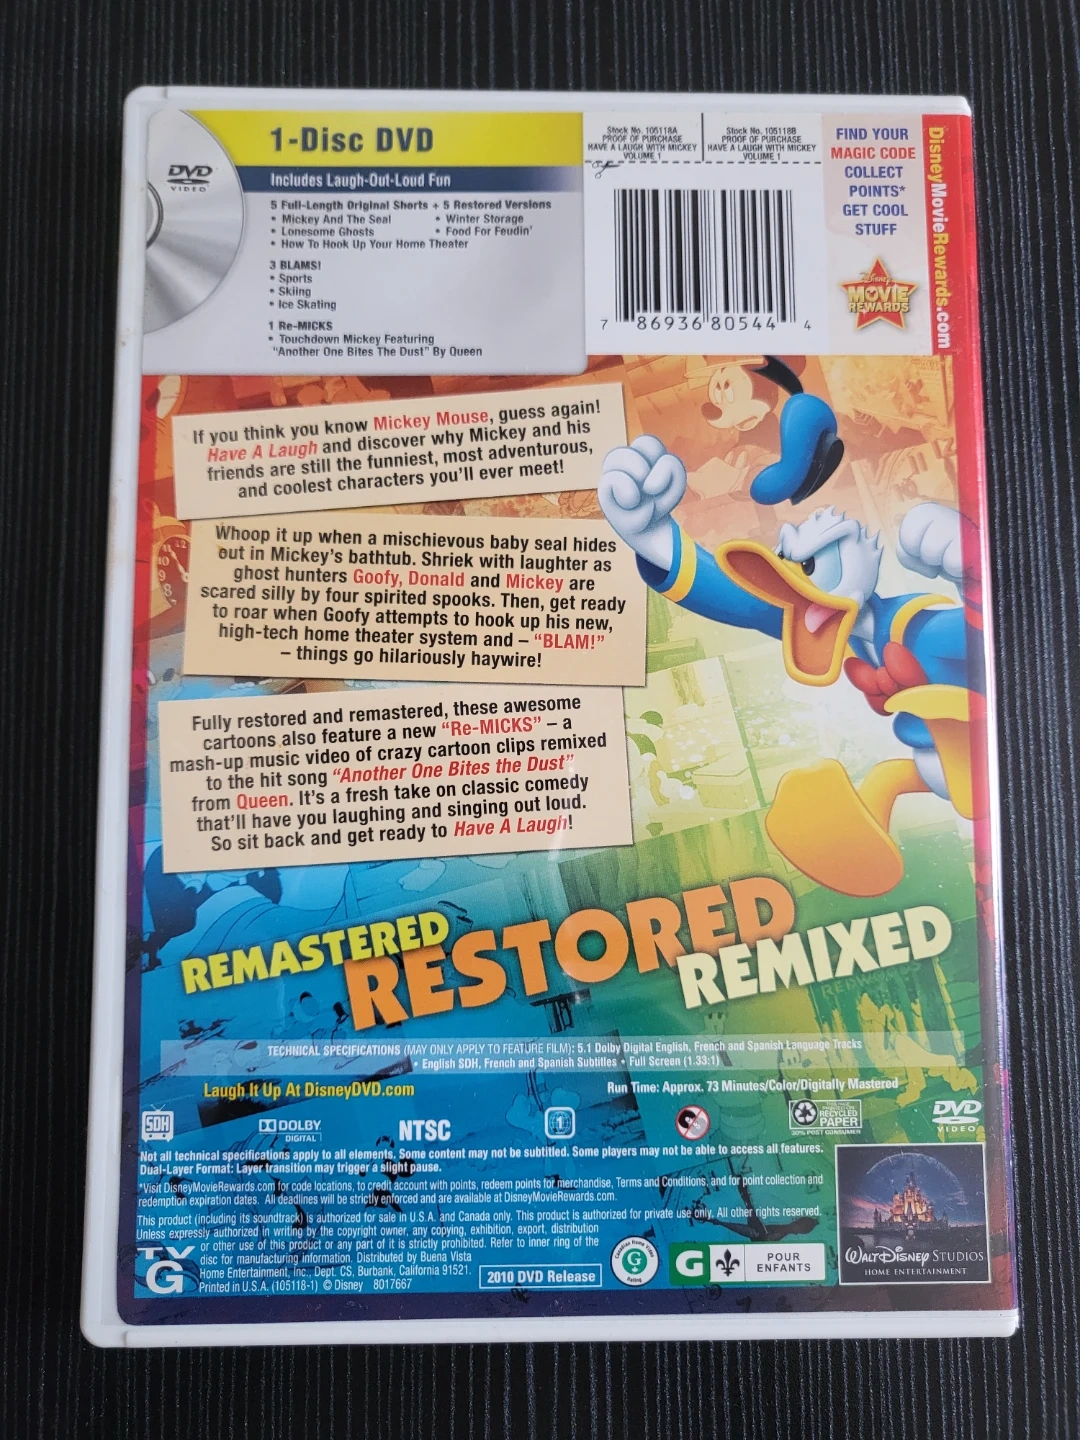 1-Disc DVD
Includes Laugh-Out-Loud Fun
5 Full-Length Original Shorts + 5 Restored Versions
• Mickey And The Seal • Winter Storage
• Lonesome Ghosts • Food For Feudin'
• How To Hook Up Your Home Theater
3 BLAMS!
• Sports
• Skiing
• Ice Skating
1 Re-MICKS
• Touchdown Mickey Featuring
"Another One Bites The Dust" By Queen
DVD
VIDEO
Stock No. 105118A
PROOF OF PURCHASE
HAVE A LAUGH WITH MICKEY
VOLUME 1
Stock No. 105118B
PROOF OF PURCHASE
HAVE A LAUGH WITH MICKEY
VOLUME 1
7 86936 80544 4
FIND YOUR
MAGIC CODE
COLLECT
POINTS*
GET COOL
STUFF
Disney
MOVIE
REWARDS
DisneyMovieRewards.com
If you think you know Mickey Mouse, guess again!
Have A Laugh and discover why Mickey and his
friends are still the funniest, most adventurous,
and coolest characters you'll ever meet!
Whoop it up when a mischievous baby seal hides
out in Mickey's bathtub. Shriek with laughter as
ghost hunters Goofy, Donald and Mickey are
scared silly by four spirited spooks. Then, get ready
to roar when Goofy attempts to hook up his new,
high-tech home theater system and – "BLAM!"
– things go hilariously haywire!
Fully restored and remastered, these awesome
cartoons also feature a new "Re-MICKS" – a
mash-up music video of crazy cartoon clips remixed
to the hit song "Another One Bites the Dust"
from Queen. It's a fresh take on classic comedy
that'll have you laughing and singing out loud.
So sit back and get ready to Have A Laugh!
REMASTERED
RESTORED
REMIXED
TECHNICAL SPECIFICATIONS (MAY ONLY APPLY TO FEATURE FILM): 5.1 Dolby Digital English, French and Spanish Language Tracks
• English SDH, French and Spanish Subtitles • Full Screen (1.33:1)
Laugh It Up At DisneyDVD.com
Run Time: Approx. 73 Minutes/Color/Digitally Mastered
SDH
DOLBY
DIGITAL
NTSC
1
RECYCLED
PAPER
30% POST CONSUMER
DVD
VIDEO
Not all technical specifications apply to all elements. Some content may not be subtitled. Some players may not be able to access all features.
Dual-Layer Format: Layer transition may trigger a slight pause.
*Visit DisneyMovieRewards.com for code locations, to credit account with points, redeem points for merchandise, Terms and Conditions, and for point collection and
redemption expiration dates. All deadlines will be strictly enforced and are available at DisneyMovieRewards.com.
This product (including its soundtrack) is authorized for sale in U.S.A. and Canada only. This product is authorized for private use only. All other rights reserved.
Unless expressly authorized in writing by the copyright owner, any copying, exhibition, export, distribution
or other use of this product or any part of it is strictly prohibited. Refer to inner ring of the
disc for manufacturing information. Distributed by Buena Vista
Home Entertainment, Inc., Dept. CS, Burbank, California 91521.
Printed in U.S.A. (105118-1) © Disney 8017667
TV
G
2010 DVD Release
Canadian Home Video
G
Rating
G
POUR
ENFANTS
WALT DISNEY STUDIOS
HOME ENTERTAINMENT